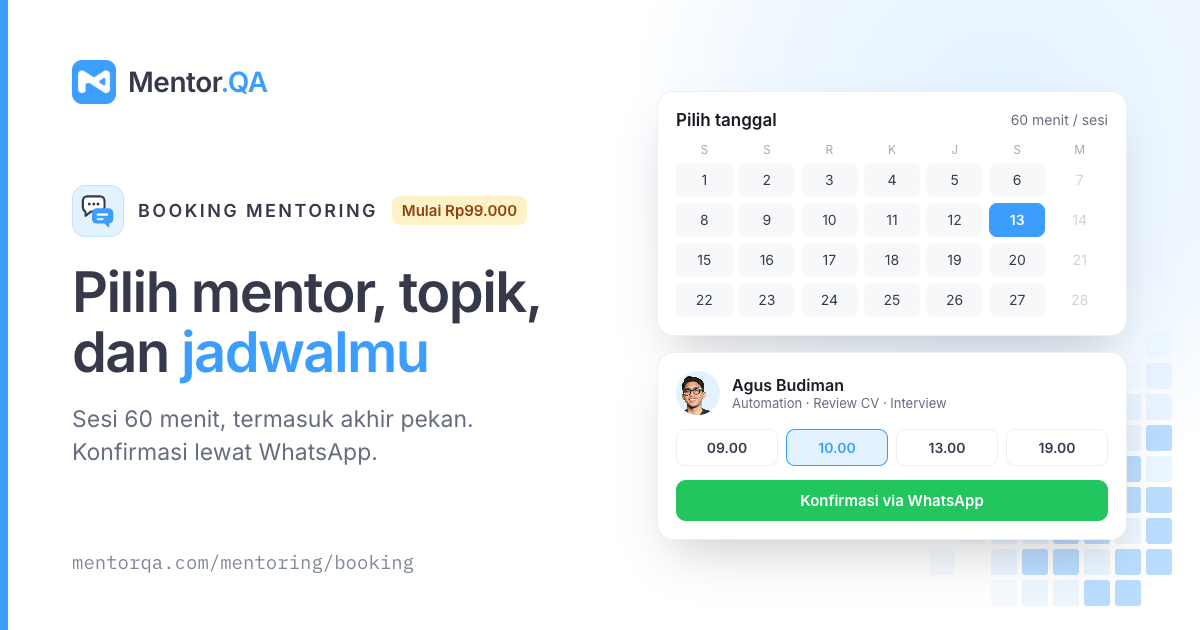 Mentor.QA
BOOKING MENTORING
Mulai Rp99.000
Pilih mentor, topik,
dan jadwalmu
Sesi 60 menit, termasuk akhir pekan.
Konfirmasi lewat WhatsApp.
mentorqa.com/mentoring/booking
Pilih tanggal 60 menit / sesi
S S R K J S M
1 2 3 4 5 6 7
8 9 10 11 12 13 14
15 16 17 18 19 20 21
22 23 24 25 26 27 28
Agus Budiman
Automation · Review CV · Interview
09.00 10.00 13.00 19.00
Konfirmasi via WhatsApp